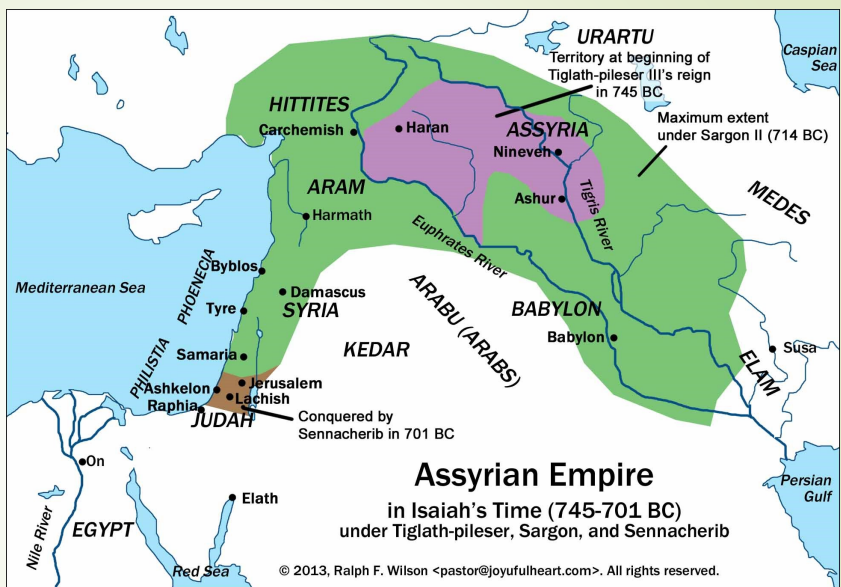 URARTU
Territory at beginning of
Tiglath-pileser III's reign
in 745 BC
Caspian
Sea
HITTITES
Carchemish
Haran
ASSYRIA
Nineveh
Maximum extent
under Sargon II (714 BC)
ARAM
Harmath
Ashur
Tigris River
MEDES
Euphrates River
Byblos
PHOENECIA
Mediterranean Sea
Damascus
Tyre
SYRIA
ARABU (ARABS)
BABYLON
Babylon
KEDAR
Samaria
PHILISTIA
Susa
ELAM
Ashkelon
Jerusalem
Lachish
Raphia
JUDAH
Conquered by
Sennacherib in 701 BC
On
Assyrian Empire
in Isaiah's Time (745-701 BC)
under Tiglath-pileser, Sargon, and Sennacherib
Persian
Gulf
Elath
Nile River
EGYPT
Red Sea
© 2013, Ralph F. Wilson <pastor@joyufulheart.com>. All rights reserved.